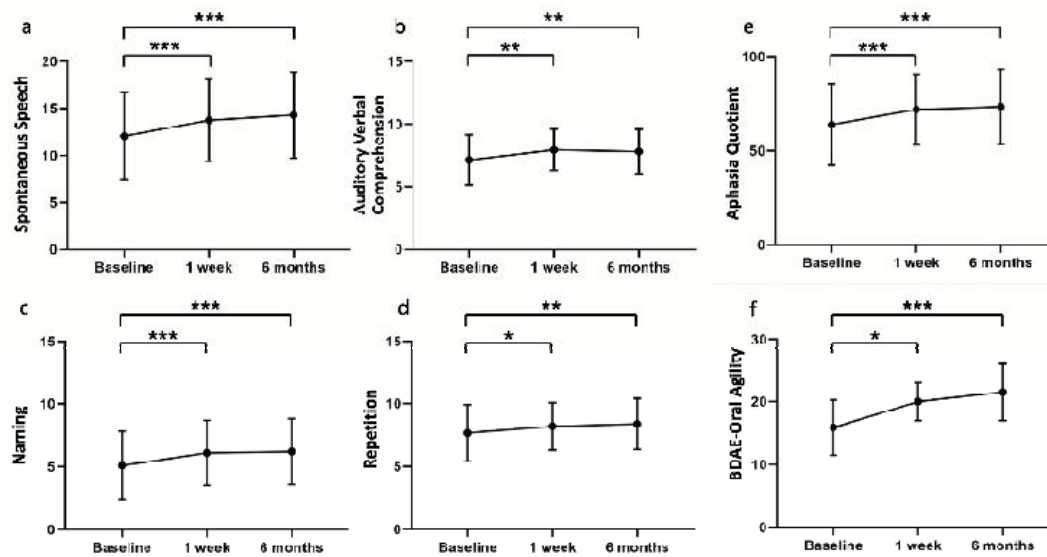 a
***
***
Spontaneous Speech
20
15
10
5
0
Baseline 1 week 6 months
b
**
**
Auditory Verbal
Comprehension
15
10
5
0
Baseline 1 week 6 months
e
***
***
Aphasia Quotient
100
50
0
Baseline 1 week 6 months
c
***
***
Naming
15
10
5
0
Baseline 1 week 6 months
d
**
*
Repetition
15
10
5
0
Baseline 1 week 6 months
f
***
*
BDAE-Oral Agility
30
20
10
0
Baseline 1 week 6 months